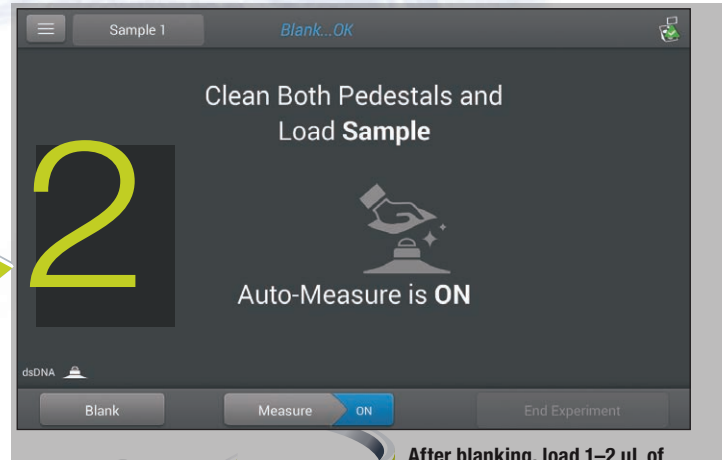 Sample 1
Blank...OK
Clean Both Pedestals and
Load Sample
2
Auto-Measure is ON
dsDNA
Blank
Measure
ON
End Experiment
After blanking, load 1–2 µL of